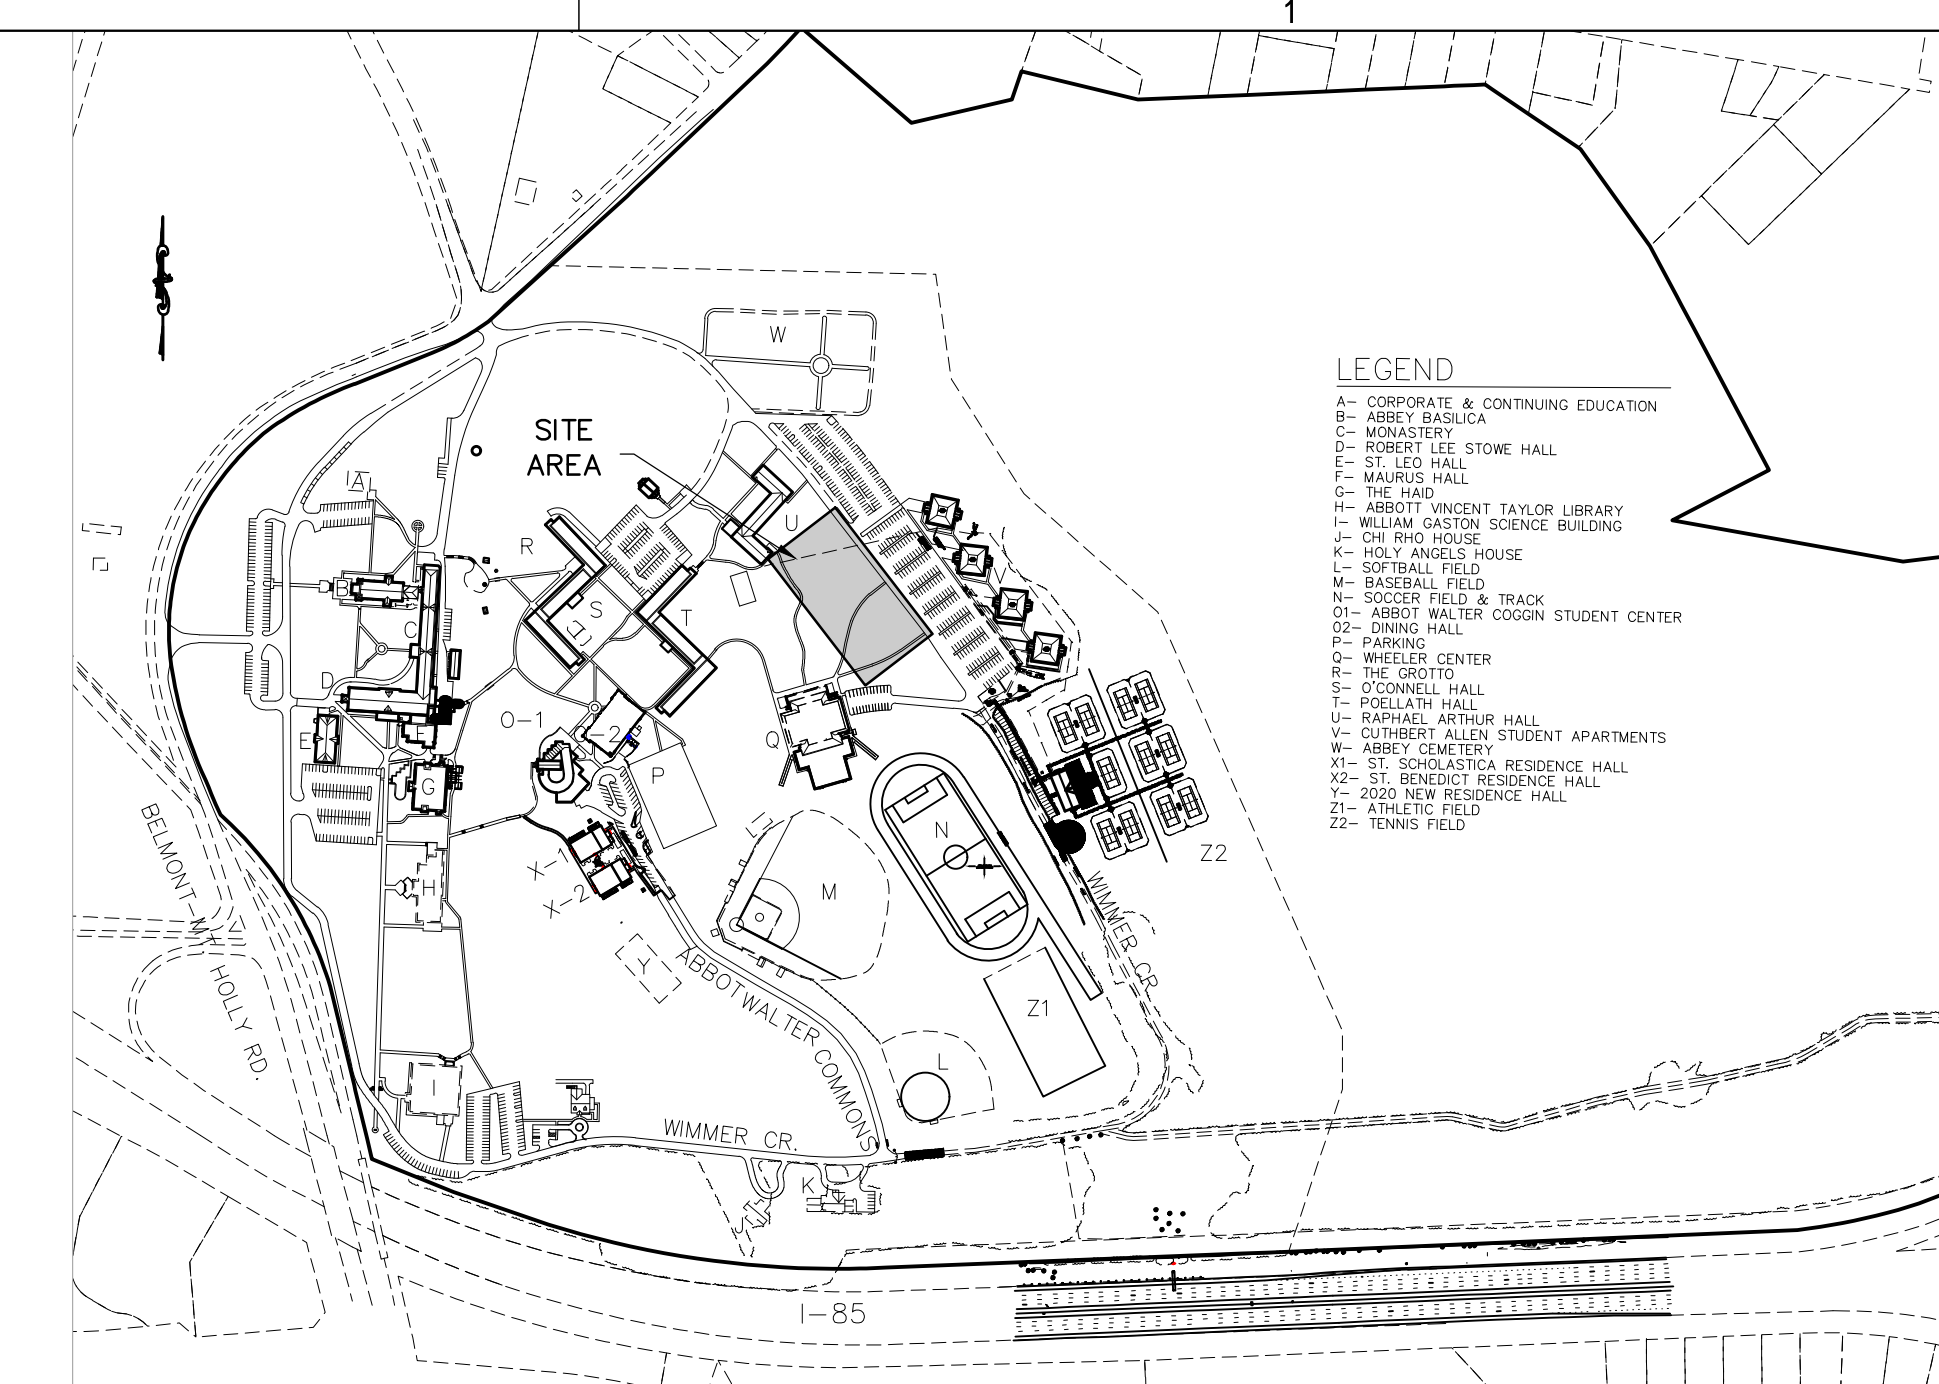 1
W
LEGEND
A- CORPORATE & CONTINUING EDUCATION
B- ABBEY BASILICA
C- MONASTERY
D- ROBERT LEE STOWE HALL
E- ST. LEO HALL
F- MAURUS HALL
G- THE HAID
H- ABBOTT VINCENT TAYLOR LIBRARY
I- WILLIAM GASTON SCIENCE BUILDING
J- CHI RHO HOUSE
K- HOLY ANGELS HOUSE
L- SOFTBALL FIELD
M- BASEBALL FIELD
N- SOCCER FIELD & TRACK
O1- ABBOT WALTER COGGIN STUDENT CENTER
O2- DINING HALL
P- PARKING
Q- WHEELER CENTER
R- THE GROTTO
S- O'CONNELL HALL
T- POELLATH HALL
U- RAPHAEL ARTHUR HALL
V- CUTHBERT ALLEN STUDENT APARTMENTS
W- ABBEY CEMETERY
X1- ST. SCHOLASTICA RESIDENCE HALL
X2- ST. BENEDICT RESIDENCE HALL
Y- 2020 NEW RESIDENCE HALL
Z1- ATHLETIC FIELD
Z2- TENNIS FIELD
SITE
AREA
A
U
R
V
B
S
T
C
D
O-1
-2
E
F
Q
P
G
N
Z2
X-1
H
X-2
M
BELMONT-MT HOLLY RD.
WIMMER CR.
Y
ABBOT WALTER COMMONS
Z1
L
I
WIMMER CR.
K
J
I-85